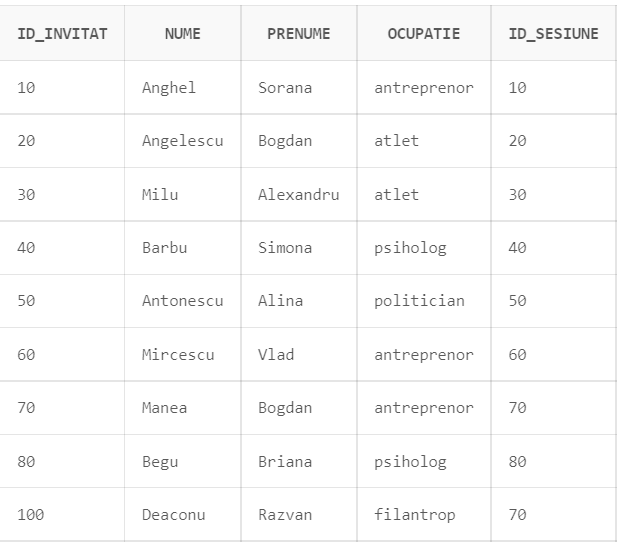 ID_INVITAT NUME PRENUME OCUPATIE ID_SESIUNE
10 Anghel Sorana antreprenor 10
20 Angelescu Bogdan atlet 20
30 Milu Alexandru atlet 30
40 Barbu Simona psiholog 40
50 Antonescu Alina politician 50
60 Mircescu Vlad antreprenor 60
70 Manea Bogdan antreprenor 70
80 Begu Briana psiholog 80
100 Deaconu Razvan filantrop 70